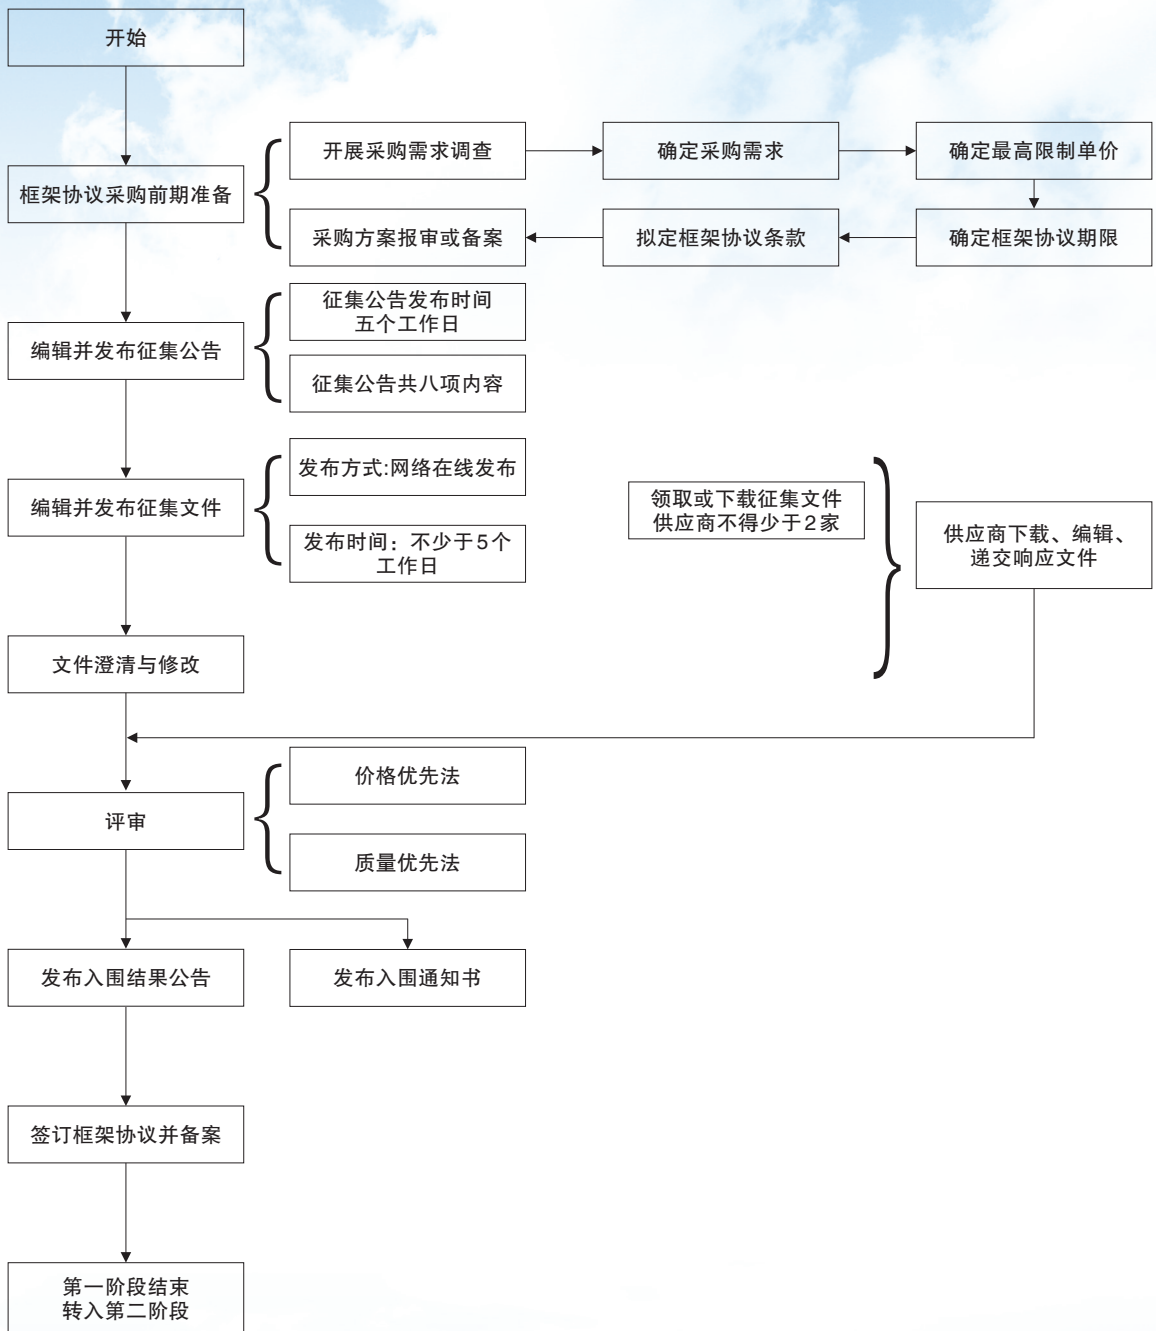 开始
框架协议采购前期准备
开展采购需求调查
确定采购需求
确定最高限制单价
采购方案报审或备案
拟定框架协议条款
确定框架协议期限
编辑并发布征集公告
征集公告发布时间
五个工作日
征集公告共八项内容
编辑并发布征集文件
发布方式:网络在线发布
发布时间：不少于5个
工作日
领取或下载征集文件
供应商不得少于2家
供应商下载、编辑、
递交响应文件
文件澄清与修改
评审
价格优先法
质量优先法
发布入围结果公告
发布入围通知书
签订框架协议并备案
第一阶段结束
转入第二阶段